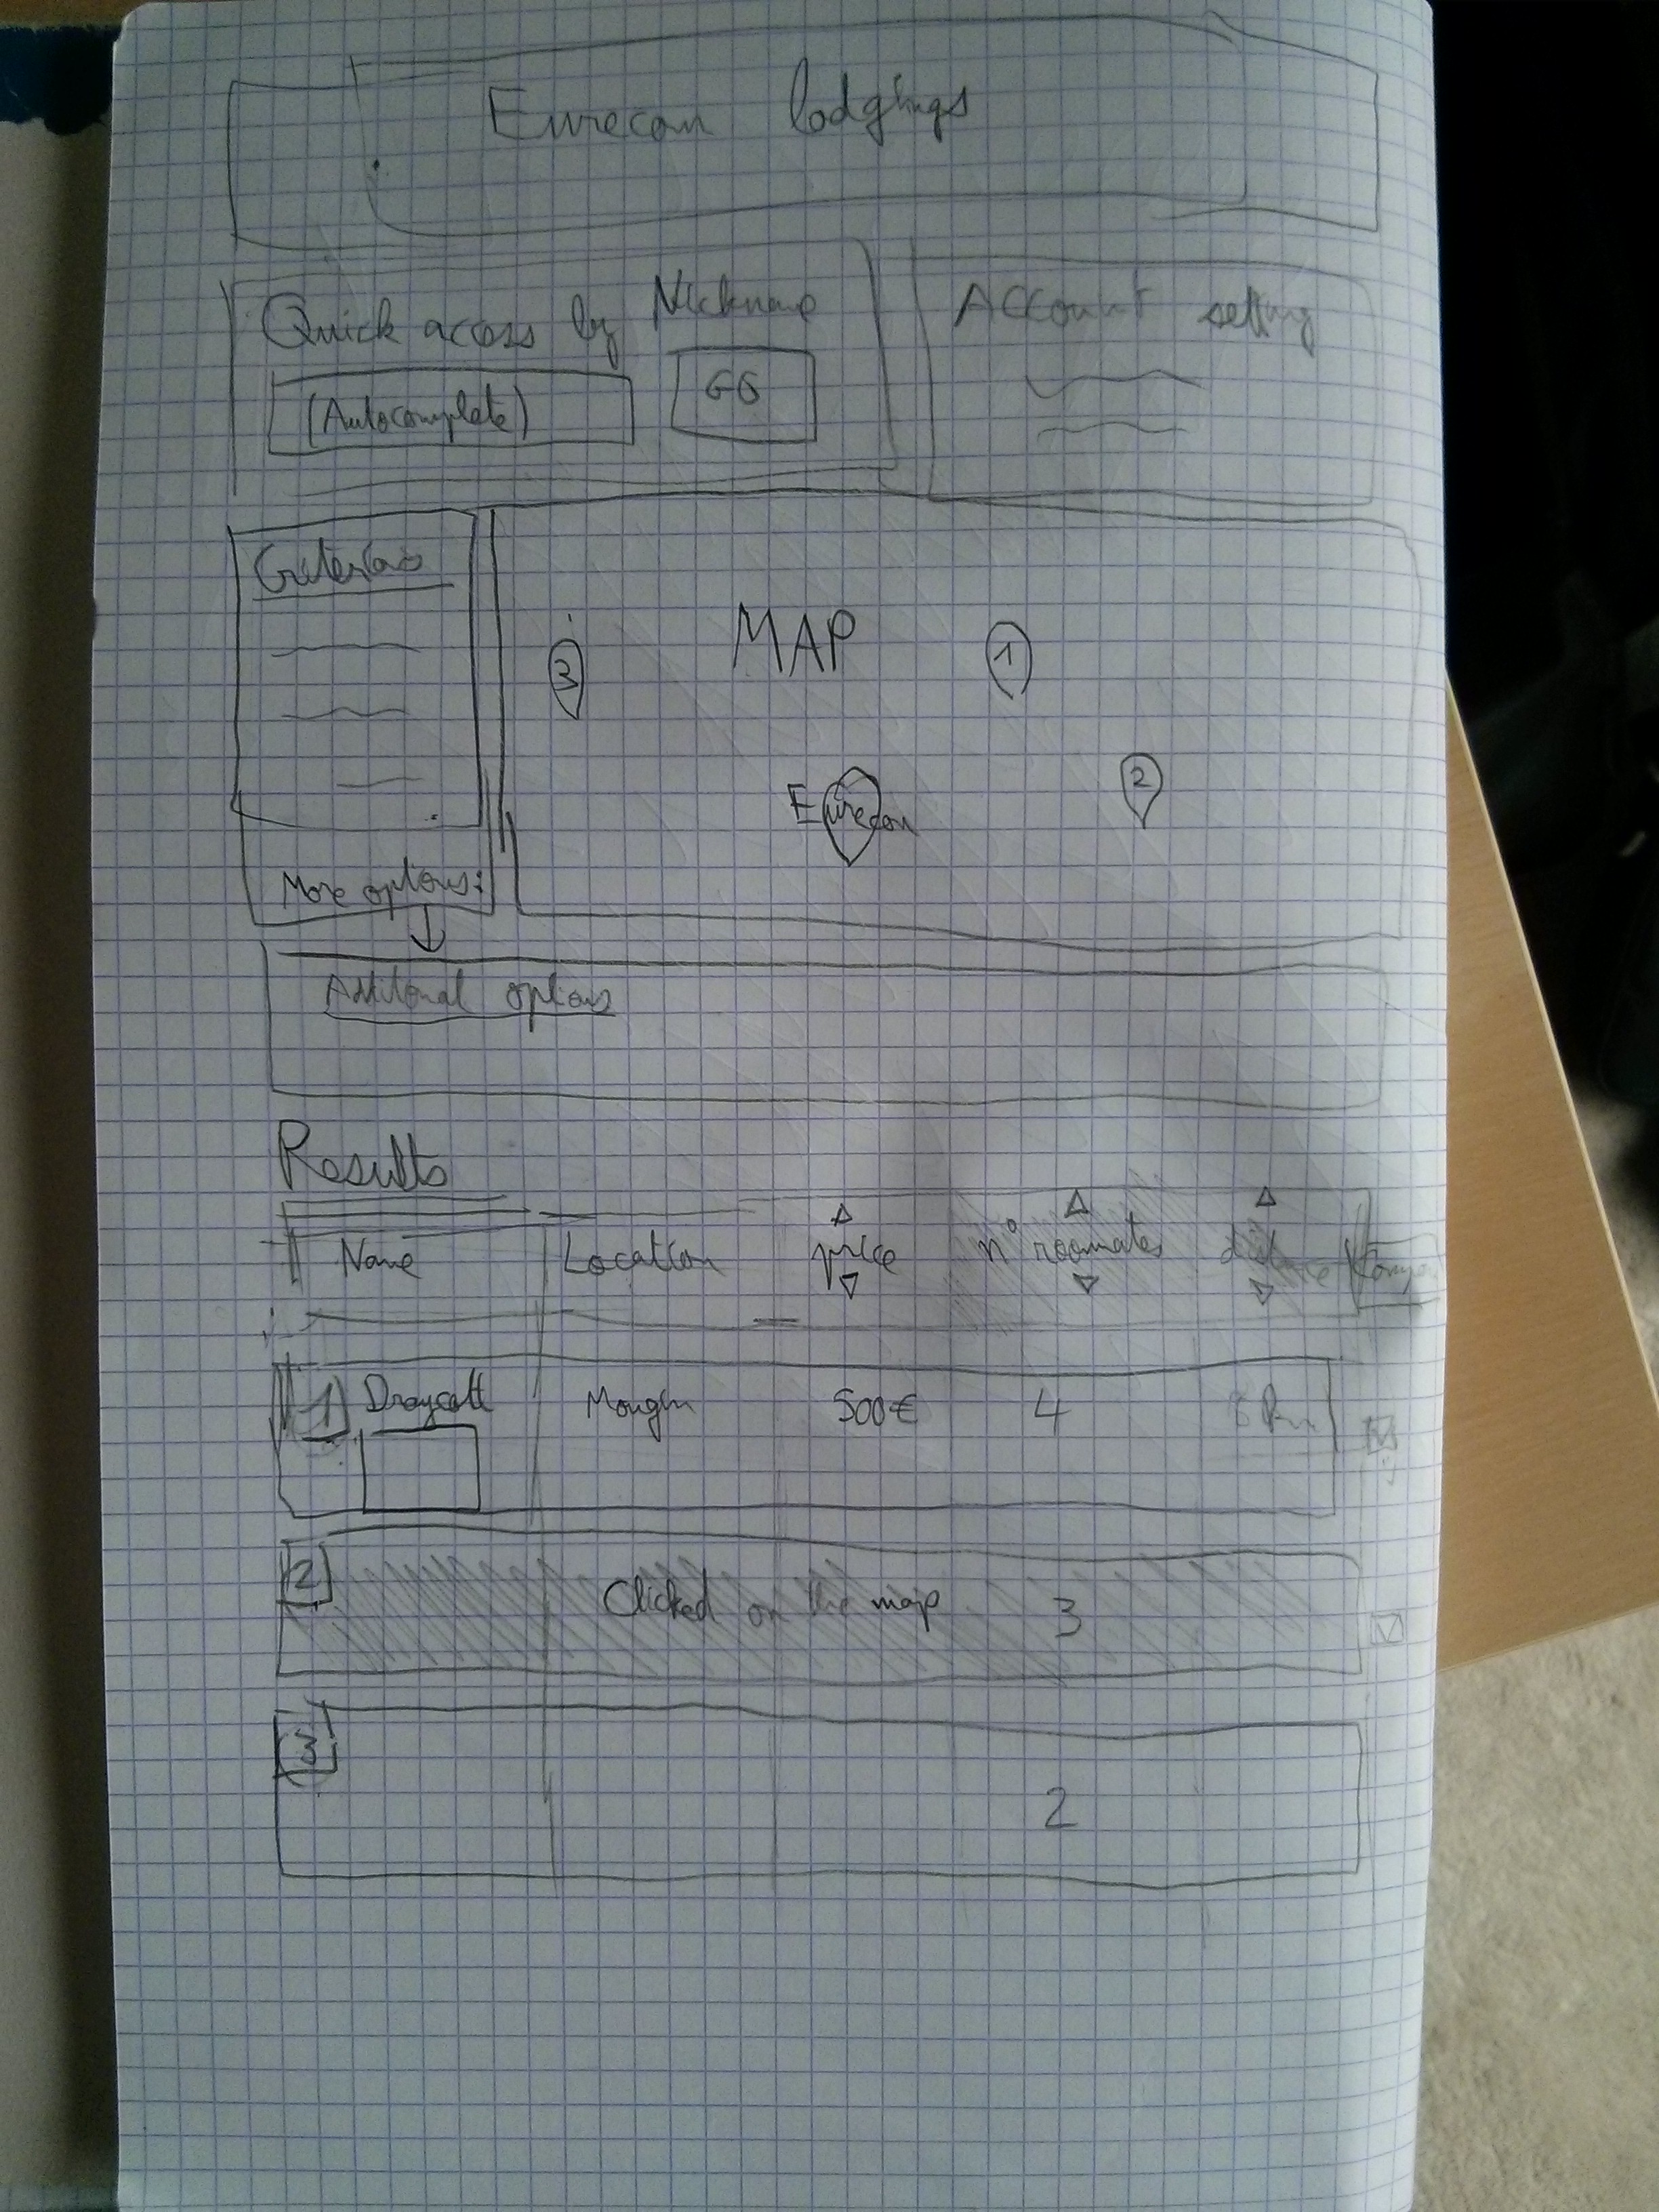 Eurecom lodgings
Quick access by Nickname
(Autocomplete)
GO
Account setting
Criterias
MAP
3
1
2
Eurecom
More options:
Additional options
Results
Name Location price n° roomates distance
1 Draycott Mougin 500€ 4
2 Clicked on the map 3
3 2